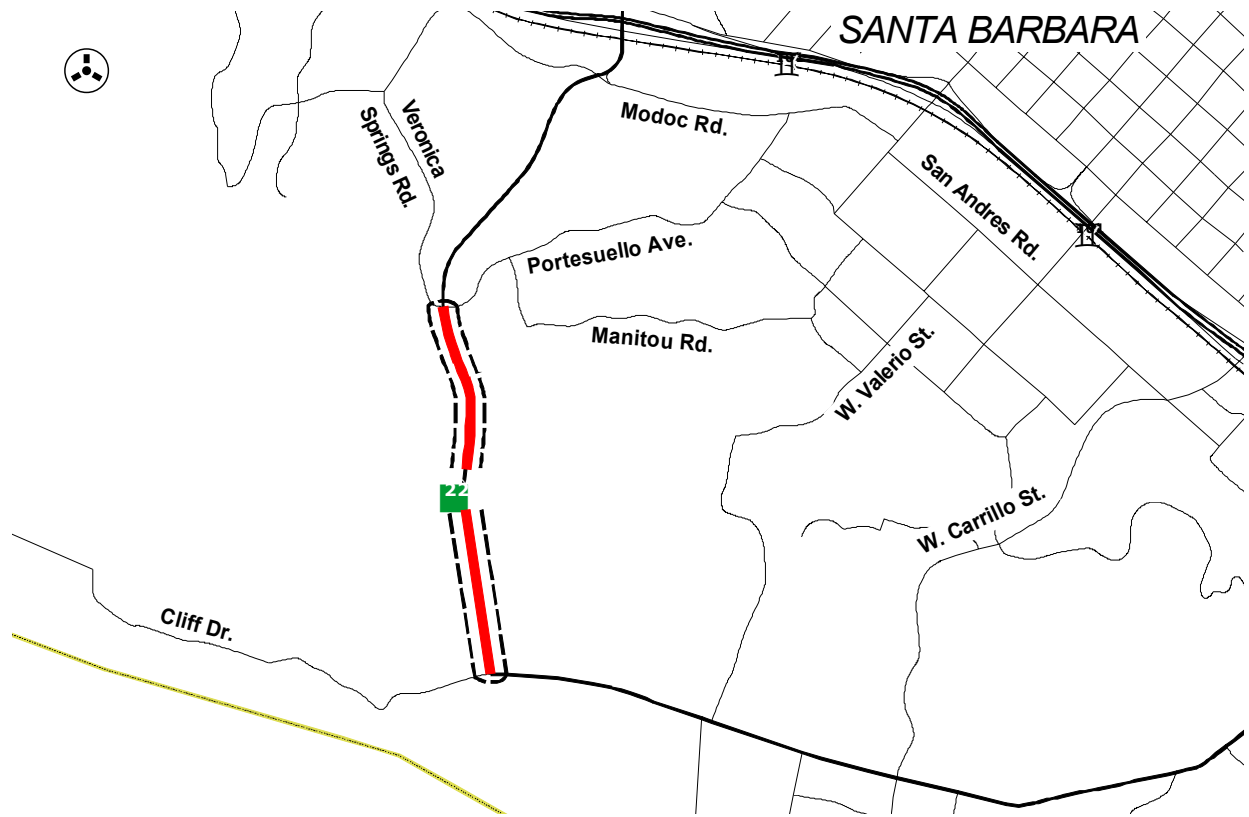 SANTA BARBARA
Modoc Rd.
Veronica
Springs Rd.
San Andres Rd.
Portesuello Ave.
Manitou Rd.
W. Valerio St.
22
W. Carrillo St.
Cliff Dr.